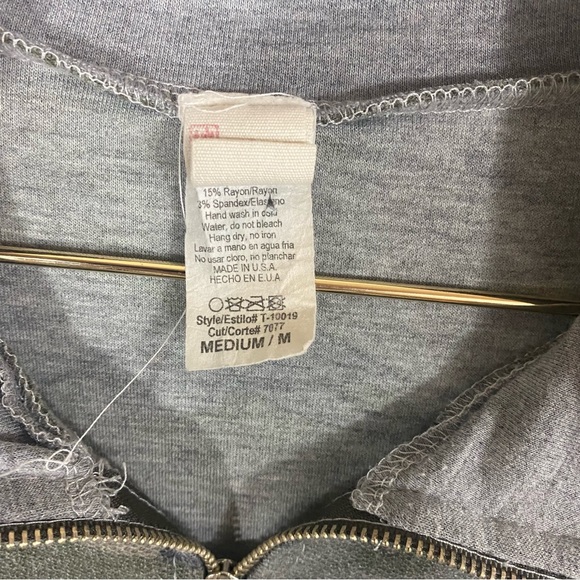 15% Rayon/Rayon
3% Spandex/Elastano
Hand wash in cold
Water, do not bleach
Hang dry, no iron
Lavar a mano en agua fria
No usar cloro, no planchar
MADE IN U.S.A.
HECHO EN E.U.A
Style/Estilo# T-10019
Cut/Corte# 7877
MEDIUM / M